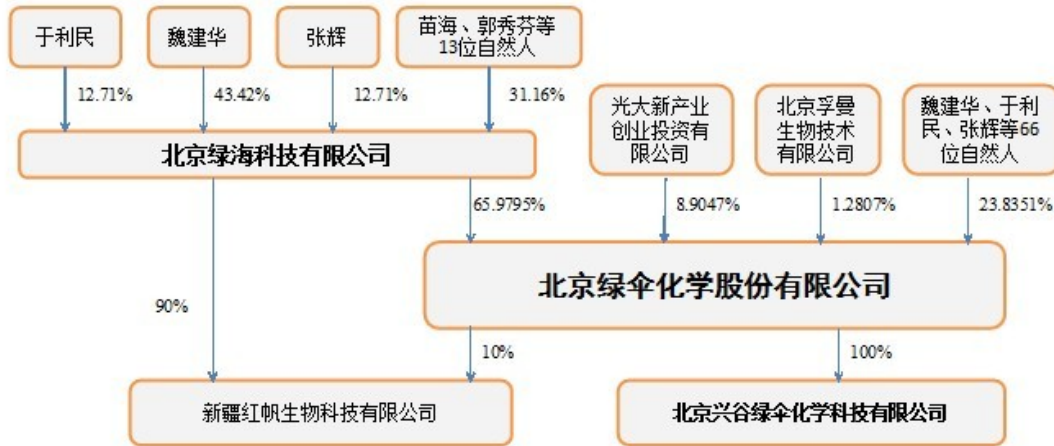 于利民
魏建华
张辉
苗海、郭秀芬等
13位自然人
12.71%
43.42%
12.71%
31.16%
光大新产业
创业投资有
限公司
北京孚曼
生物技术
有限公司
魏建华、于利
民、张辉等66
位自然人
北京绿海科技有限公司
65.9795%
8.9047%
1.2807%
23.8351%
北京绿伞化学股份有限公司
90%
10%
100%
新疆红帆生物科技有限公司
北京兴谷绿伞化学科技有限公司